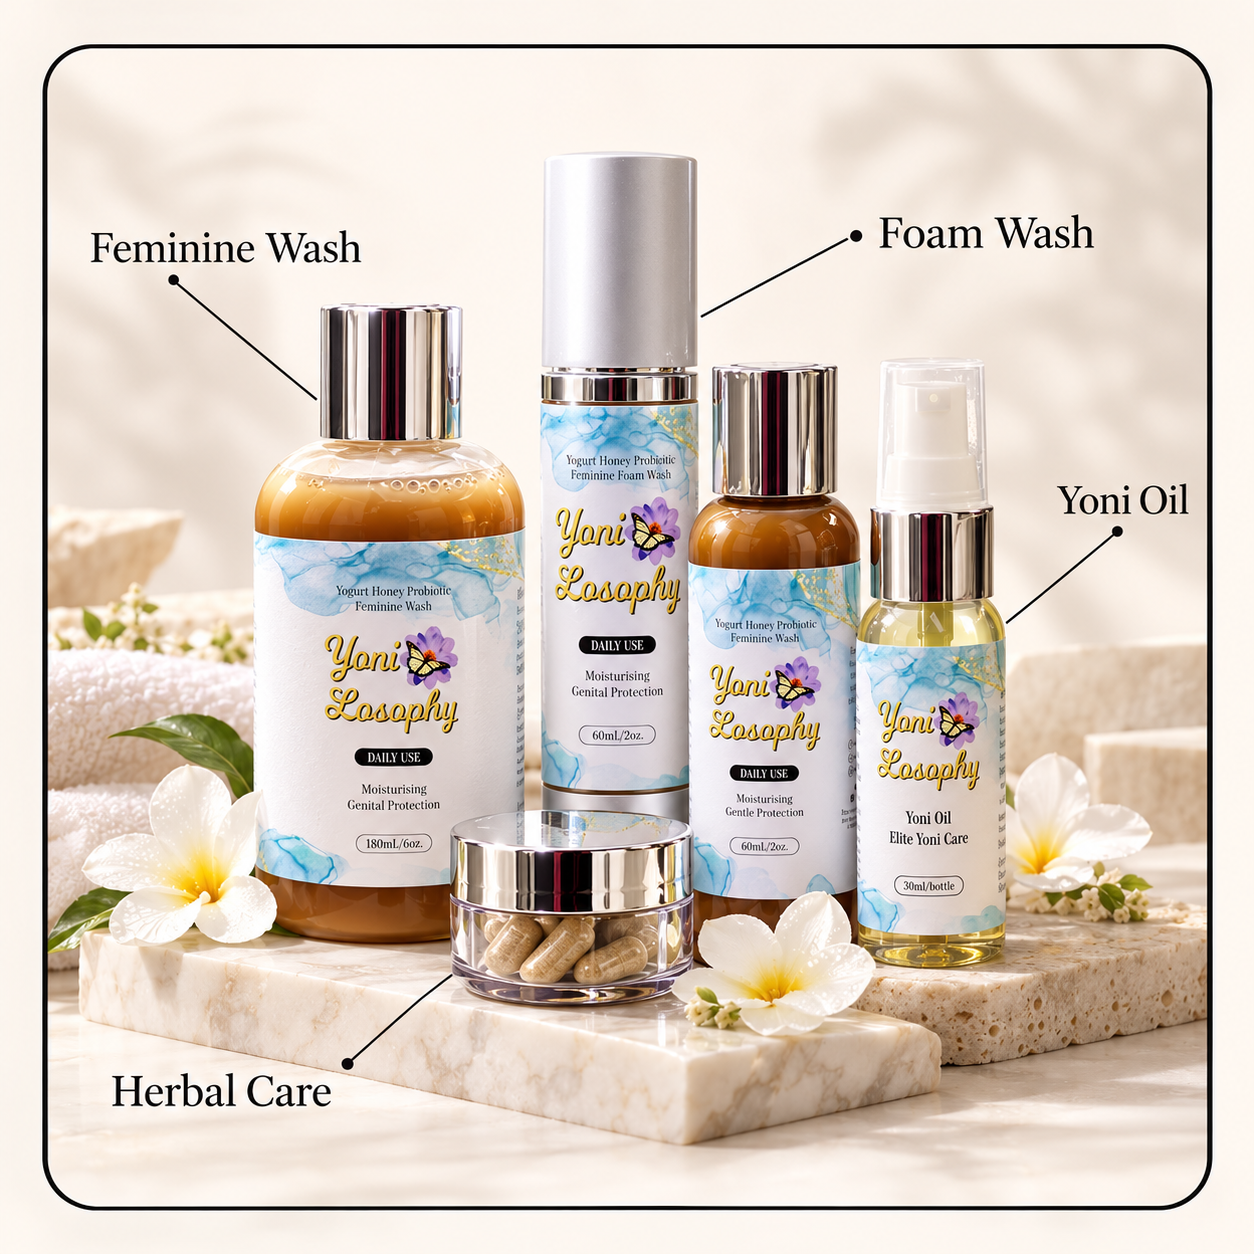 Feminine Wash
Foam Wash
Yoni Oil
Herbal Care
Yogurt Honey Probiotic
Feminine Wash
Yoni
Losophy
DAILY USE
Moisturising
Genital Protection
180mL/6oz.
Yogurt Honey Probiotic
Feminine Foam Wash
Yoni
Losophy
DAILY USE
Moisturising
Genital Protection
60mL/2oz.
Yogurt Honey Probiotic
Feminine Wash
Yoni
Losophy
DAILY USE
Moisturising
Gentle Protection
60mL/2oz.
Yoni
Losophy
Yoni Oil
Elite Yoni Care
30ml/bottle